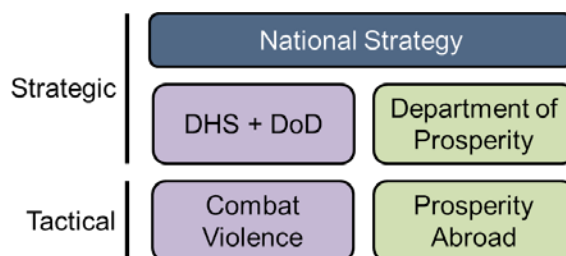 National Strategy
Strategic
DHS + DoD
Department of
Prosperity
Tactical
Combat
Violence
Prosperity
Abroad